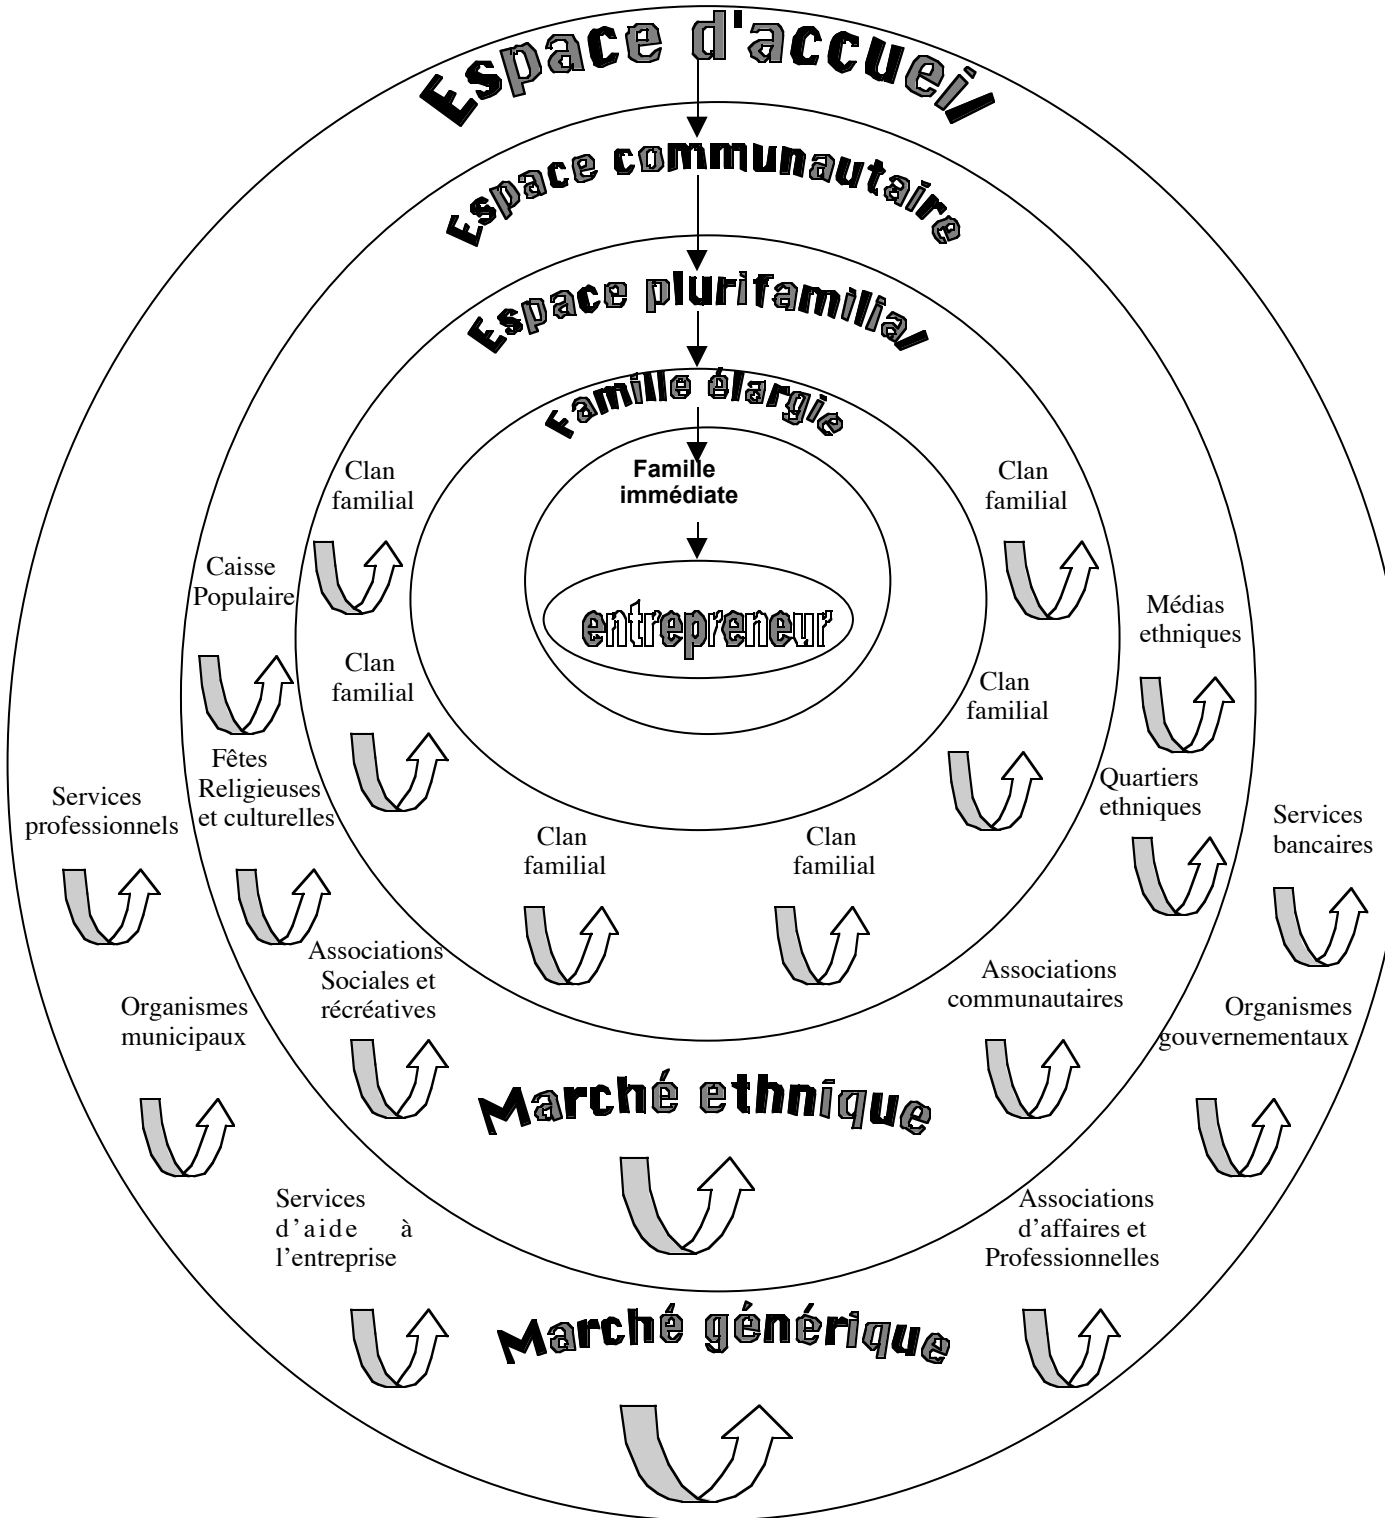 Espace d'accueil
Espace communautaire
Espace plurifamilial
Famille élargie
Famille
immédiate
entrepreneur
Clan
familial
Clan
familial
Caisse
Populaire
Médias
ethniques
Clan
familial
Clan
familial
Fêtes
Religieuses
et culturelles
Quartiers
ethniques
Services
professionnels
Services
bancaires
Clan
familial
Clan
familial
Associations
Sociales et
récréatives
Associations
communautaires
Organismes
municipaux
Organismes
gouvernementaux
Marché ethnique
Services
d'aide à
l'entreprise
Associations
d'affaires et
Professionnelles
Marché générique